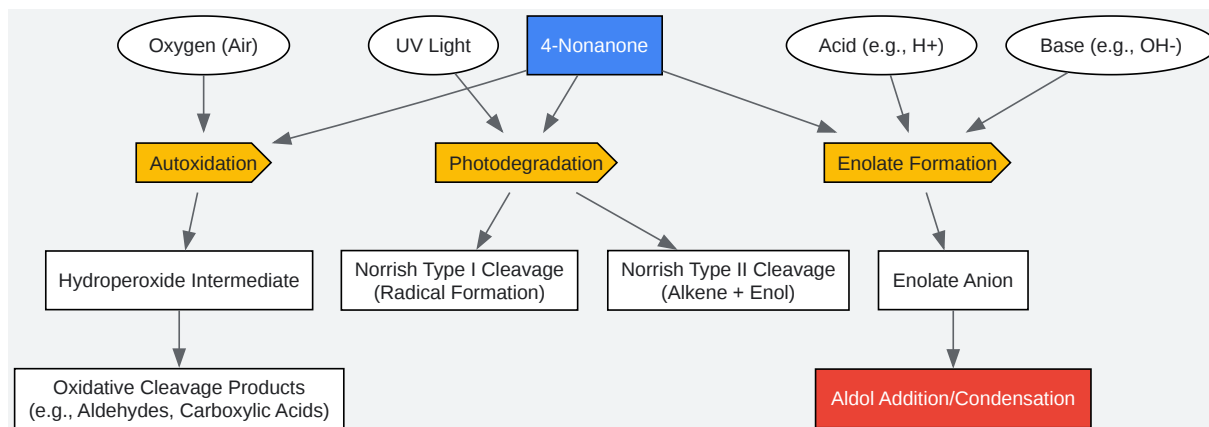 Oxygen (Air)
UV Light
4-Nonanone
Acid (e.g., H+)
Base (e.g., OH-)
Autoxidation
Photodegradation
Enolate Formation
Hydroperoxide Intermediate
Norrish Type I Cleavage
(Radical Formation)
Norrish Type II Cleavage
(Alkene + Enol)
Enolate Anion
Oxidative Cleavage Products
(e.g., Aldehydes, Carboxylic Acids)
Aldol Addition/Condensation